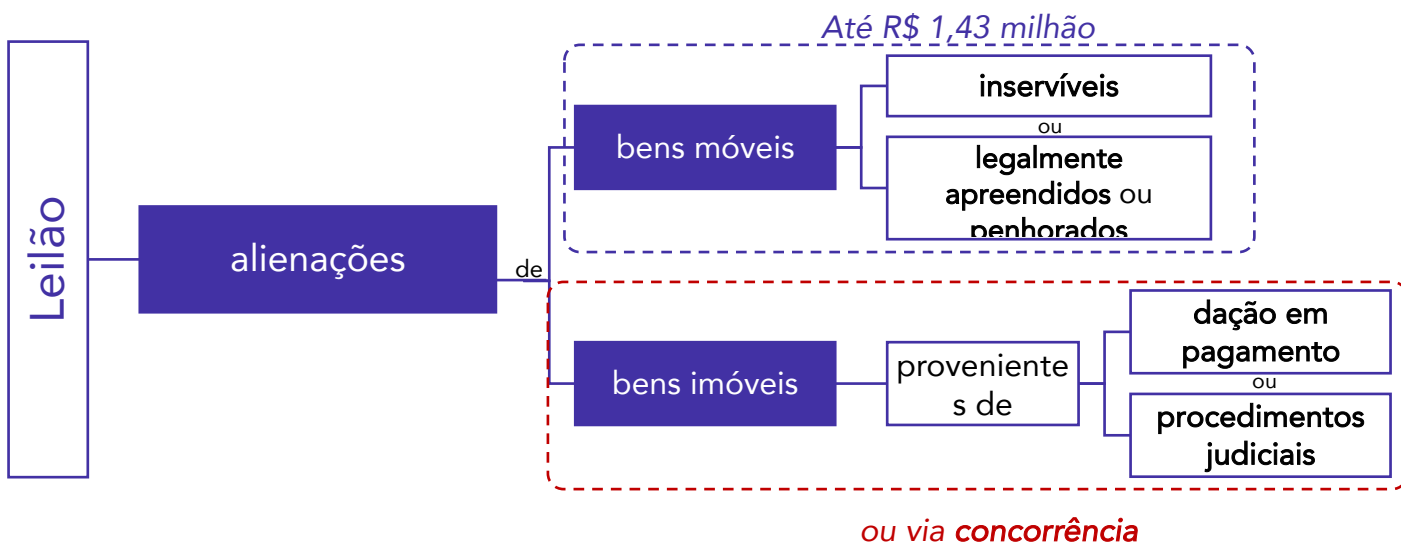 Até R$ 1,43 milhão
Leilão
alienações
de
bens móveis
inservíveis
ou
legalmente
apreendidos ou
penhorados
bens imóveis
proveniente
s de
dação em
pagamento
ou
procedimentos
judiciais
ou via concorrência